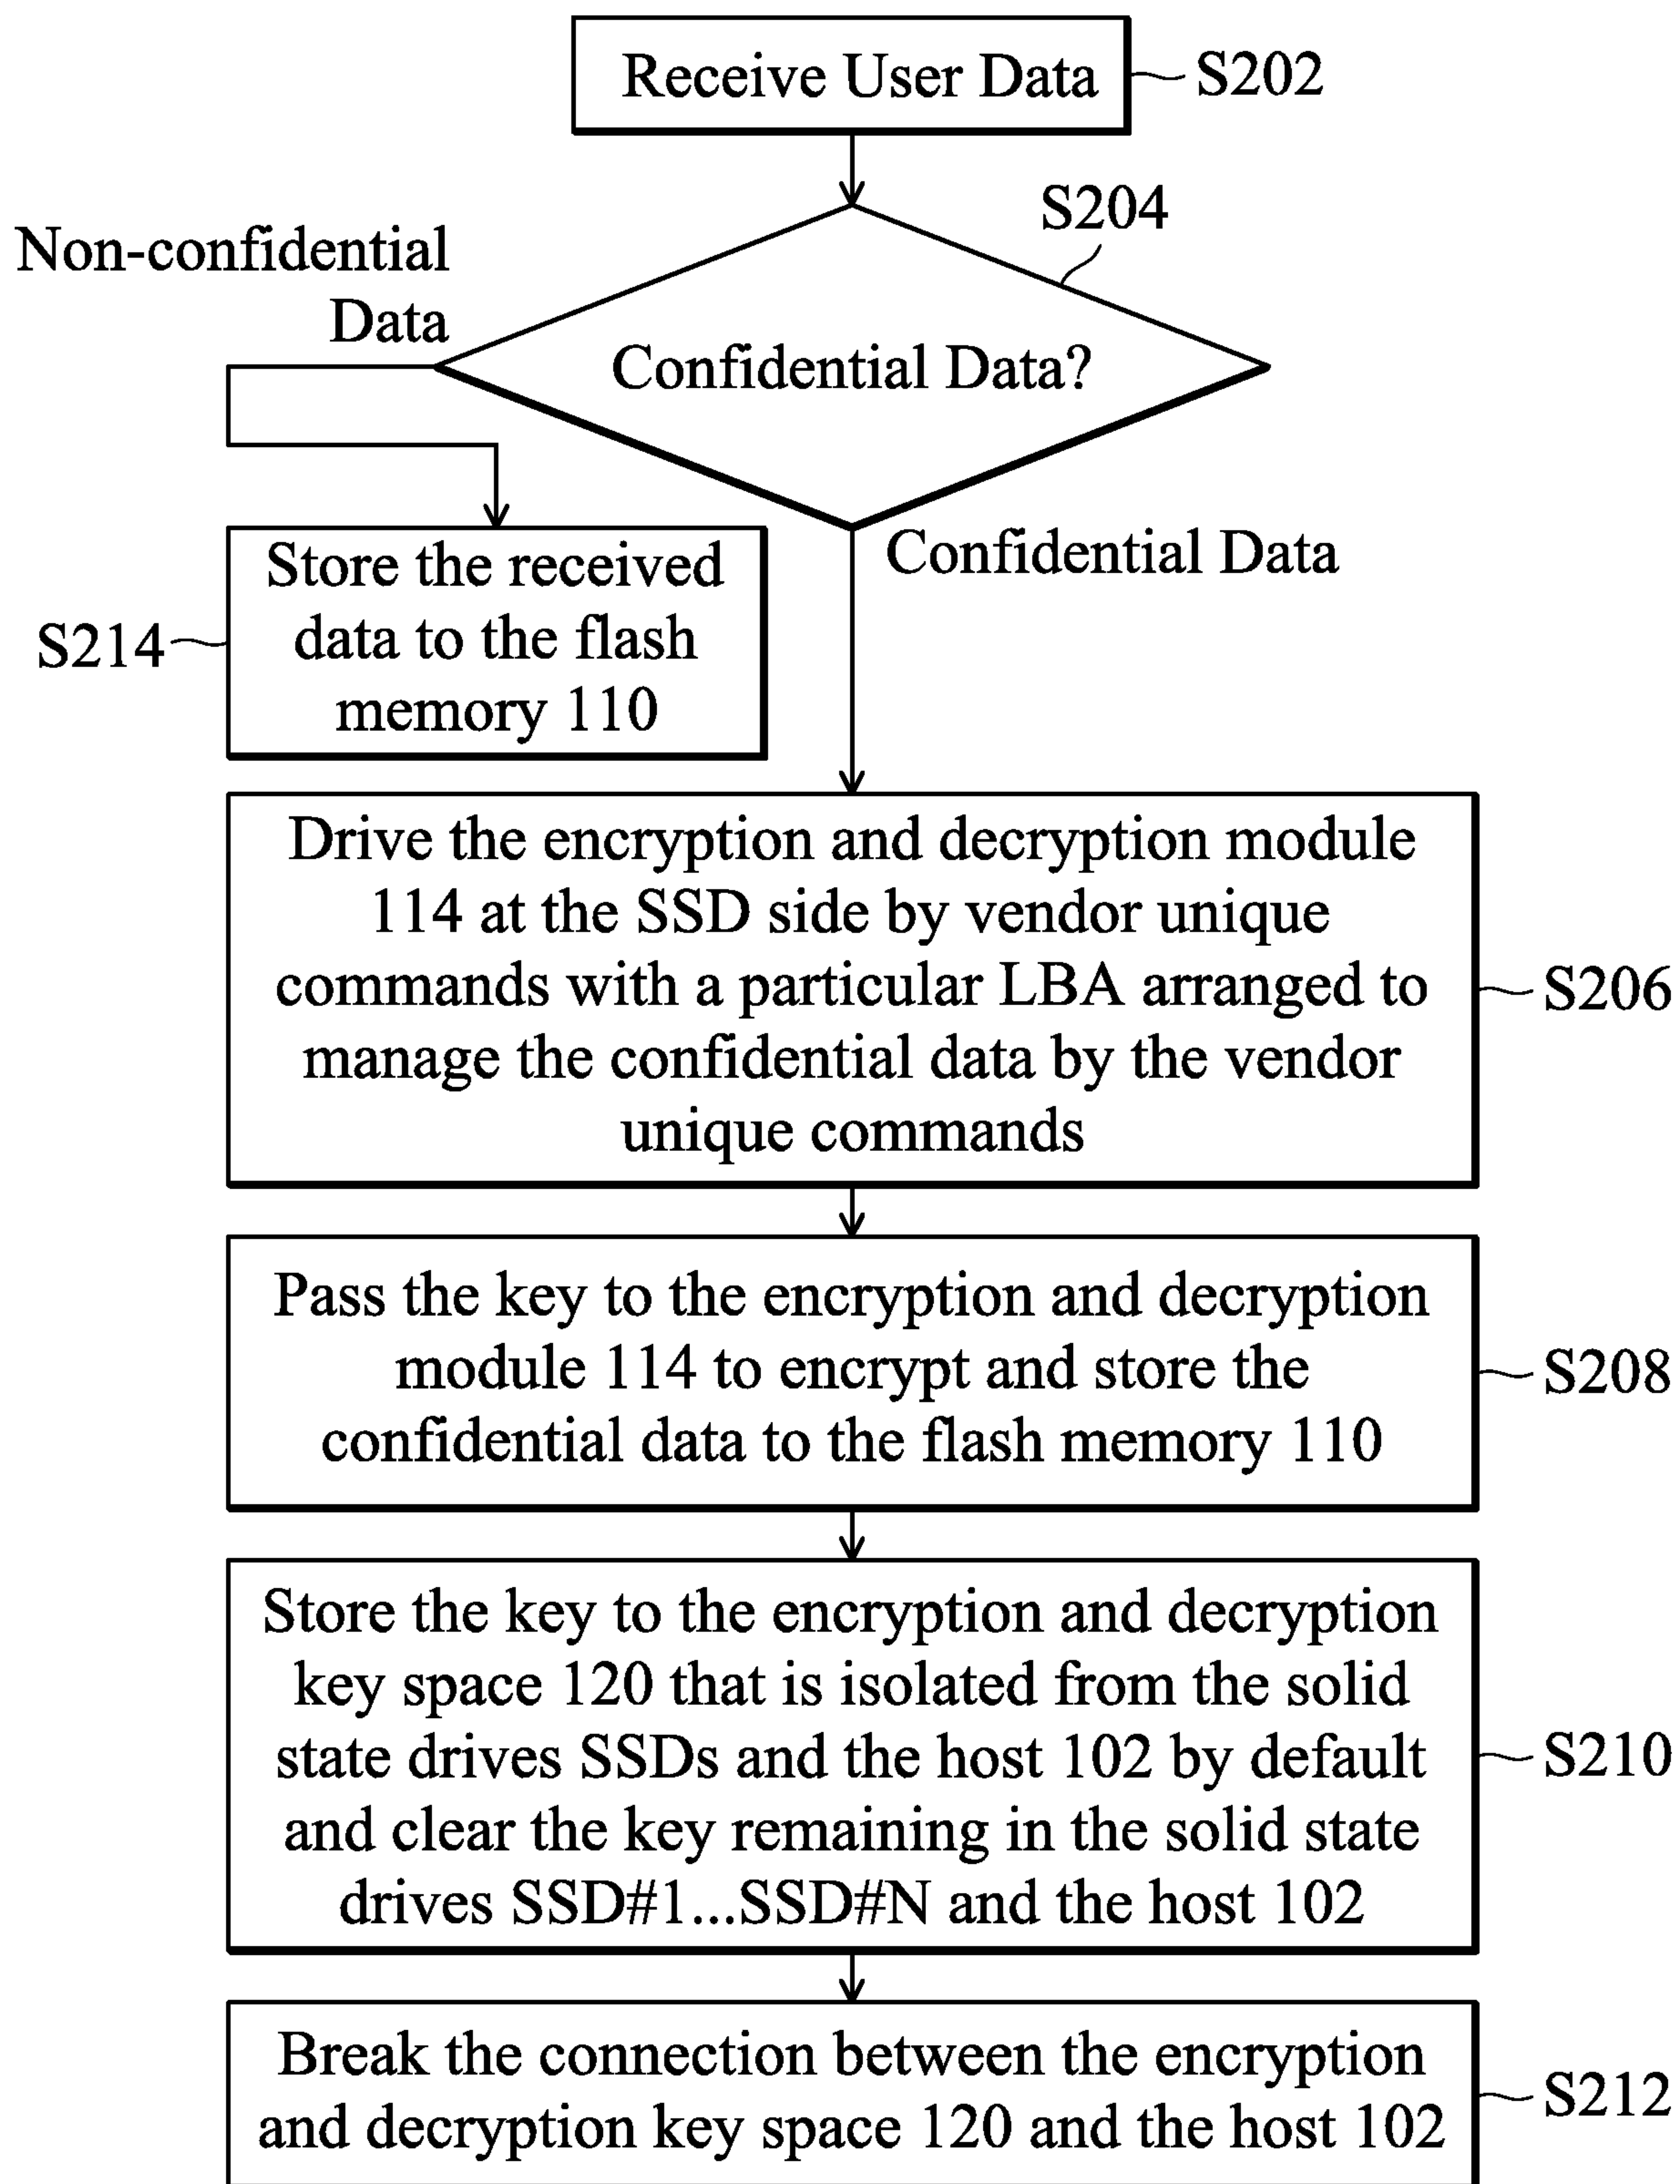 Receive User Data
S202
S204
Non-confidential
Data
Confidential Data?
Confidential Data
Store the received
data to the flash
memory 110
S214
Drive the encryption and decryption module
114 at the SSD side by vendor unique
commands with a particular LBA arranged to
manage the confidential data by the vendor
unique commands
S206
Pass the key to the encryption and decryption
module 114 to encrypt and store the
confidential data to the flash memory 110
S208
Store the key to the encryption and decryption
key space 120 that is isolated from the solid
state drives SSDs and the host 102 by default
and clear the key remaining in the solid state
drives SSD#1...SSD#N and the host 102
S210
Break the connection between the encryption
and decryption key space 120 and the host 102
S212